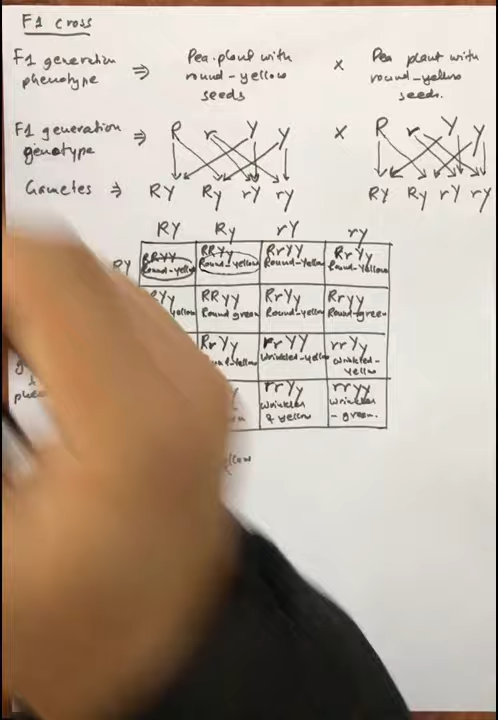 F1 cross
F1 generation phenotype ⇒ Pea plant with round-yellow seeds × Pea plant with round-yellow seeds.
F1 generation genotype ⇒ R r Y y × R r Y y
Gametes ⇒ RY Ry rY ry RY Ry rY ry
RY Ry rY ry
RY RRYY RRYy RrYY RrYy
Round-yellow Round-yellow Round-yellow Round-yellow
RRyy RrYy Rryy
yellow Round green Round-yellow Round-green
RrYy rrYY rrYy
Wrinkled-yellow Wrinkled-yellow
rrYy rryy
Wrinkled & yellow Wrinkled - green.